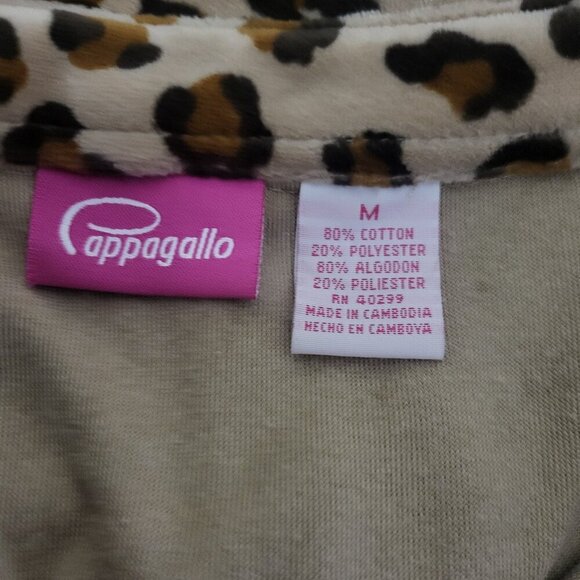 Pappagallo
M
80% COTTON
20% POLYESTER
80% ALGODON
20% POLIESTER
RN 40299
MADE IN CAMBODIA
HECHO EN CAMBOYA